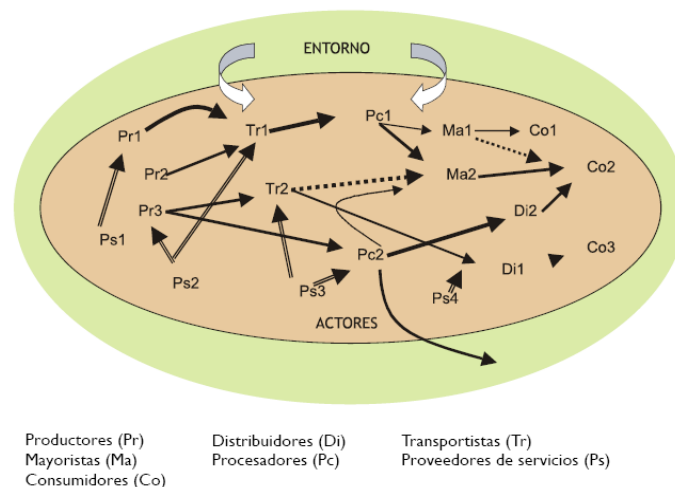 ENTORNO
Pr1
Tr1
Pc1
Ma1
Co1
Pr2
Tr2
Ma2
Co2
Pr3
Di2
Ps1
Pc2
Co3
Ps2
Ps3
Ps4
Di1
ACTORES
Productores (Pr)
Distribuidores (Di)
Transportistas (Tr)
Mayoristas (Ma)
Procesadores (Pc)
Proveedores de servicios (Ps)
Consumidores (Co)